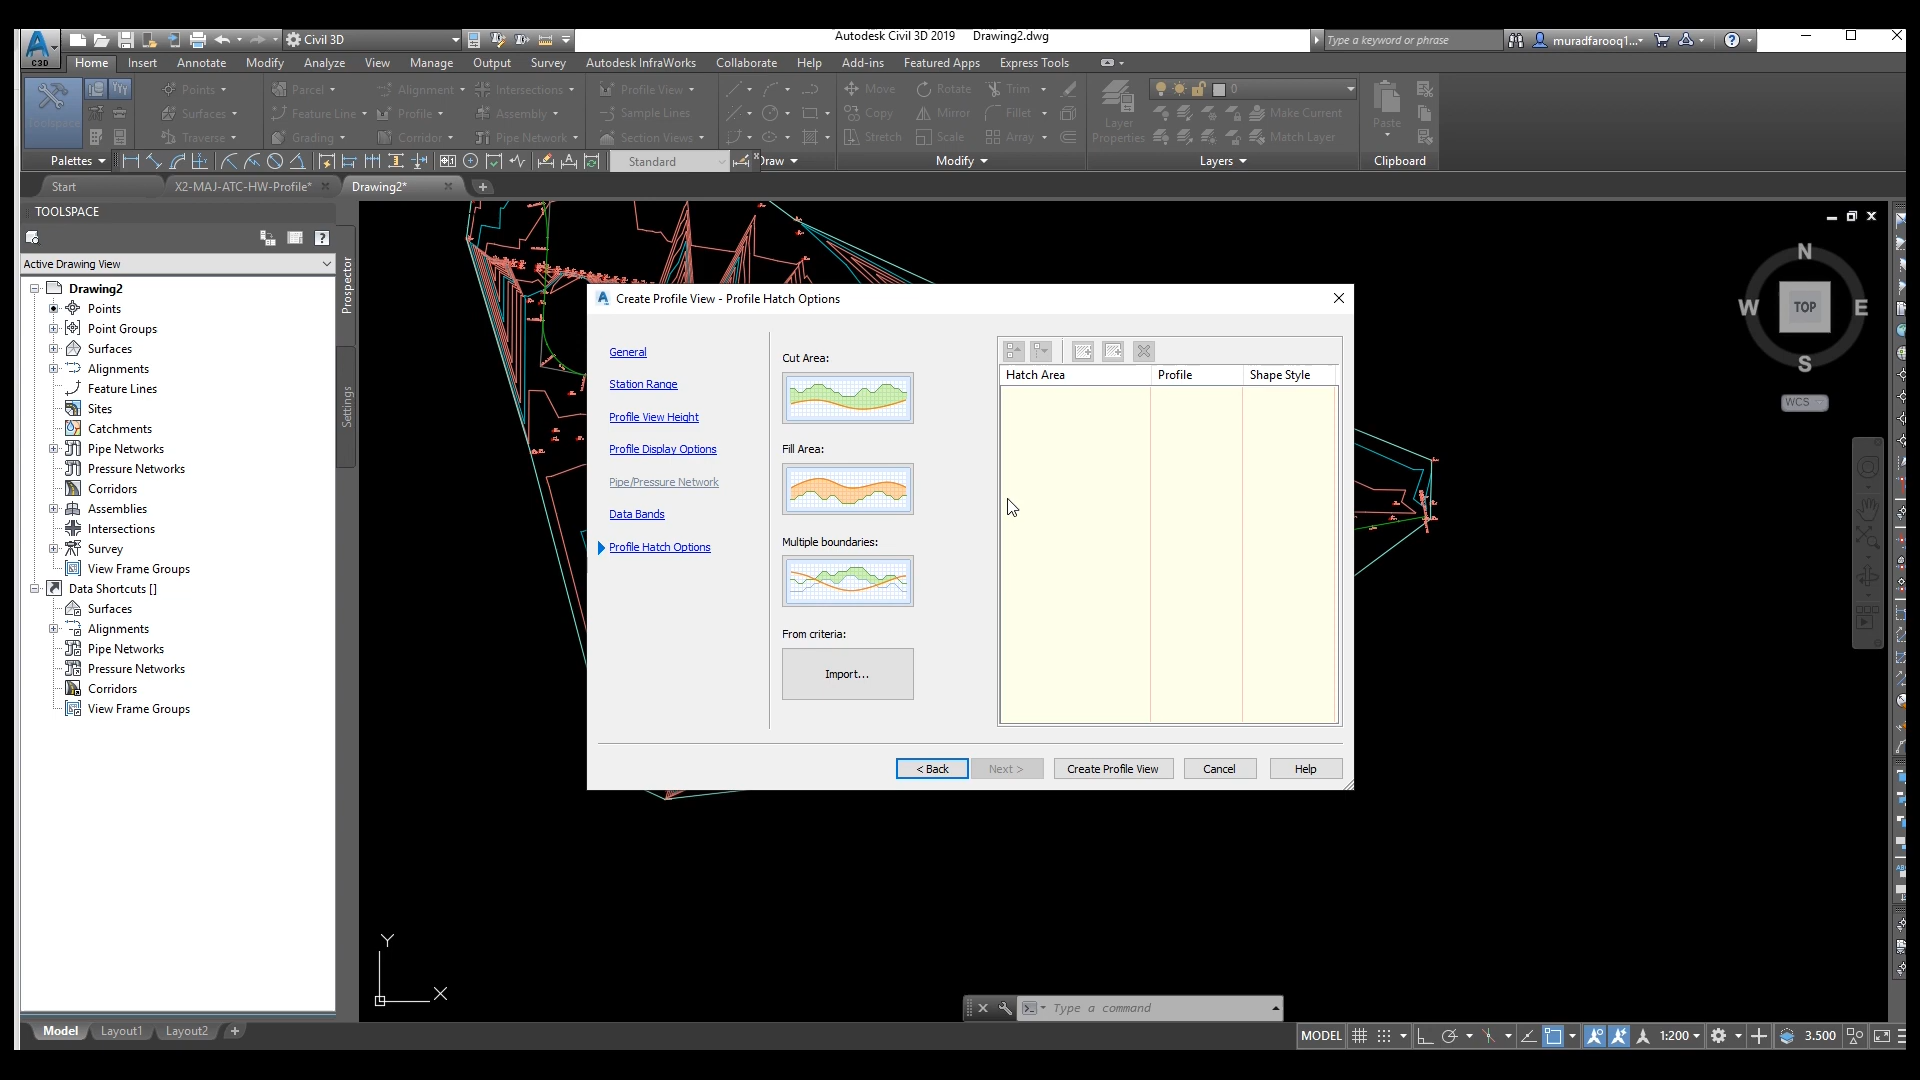 Civil 3D
Autodesk Civil 3D 2019 Drawing2.dwg
Type a keyword or phrase
muradfarooq1...
C3D
Home Insert Annotate Modify Analyze View Manage Output Survey Autodesk InfraWorks Collaborate Help Add-ins Featured Apps Express Tools
Toolspace
Points
Surfaces
Traverse
Parcel
Feature Line
Grading
Alignment
Profile
Corridor
Intersections
Assembly
Pipe Network
Profile View
Sample Lines
Section Views
Move
Copy
Stretch
Rotate
Mirror
Scale
Trim
Fillet
Array
Layer
Properties
0
Make Current
Match Layer
Paste
Palettes
Standard
Draw
Modify
Layers
Clipboard
Start
X2-MAJ-ATC-HW-Profile*
Drawing2*
TOOLSPACE
Active Drawing View
Prospector
Settings
Drawing2
Points
Point Groups
Surfaces
Alignments
Feature Lines
Sites
Catchments
Pipe Networks
Pressure Networks
Corridors
Assemblies
Intersections
Survey
View Frame Groups
Data Shortcuts []
Surfaces
Alignments
Pipe Networks
Pressure Networks
Corridors
View Frame Groups
Create Profile View - Profile Hatch Options
General
Station Range
Profile View Height
Profile Display Options
Pipe/Pressure Network
Data Bands
Profile Hatch Options
Cut Area:
Fill Area:
Multiple boundaries:
From criteria:
Import...
Hatch Area Profile Shape Style
< Back
Next >
Create Profile View
Cancel
Help
N
W
TOP
E
S
WCS
Y
X
Type a command
Model
Layout1
Layout2
MODEL
1:200
3.500